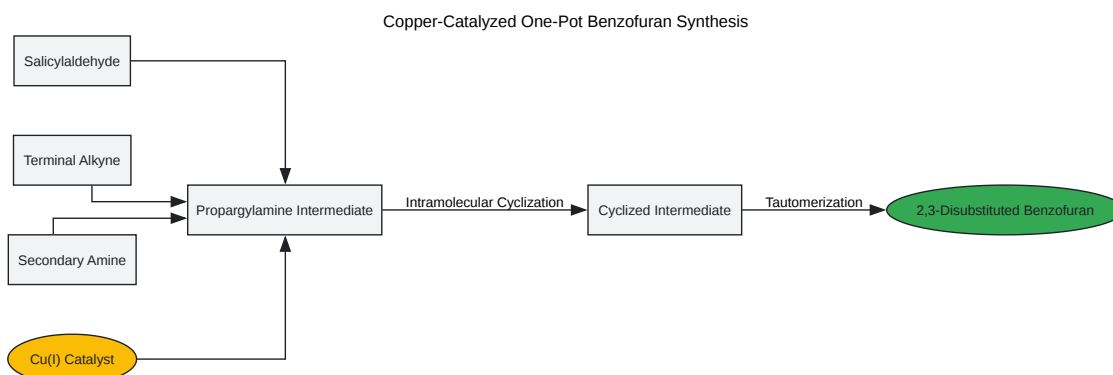 Copper-Catalyzed One-Pot Benzofuran Synthesis
Salicylaldehyde
Terminal Alkyne
Secondary Amine
Cu(I) Catalyst
Propargylamine Intermediate
Intramolecular Cyclization
Cyclized Intermediate
Tautomerization
2,3-Disubstituted Benzofuran